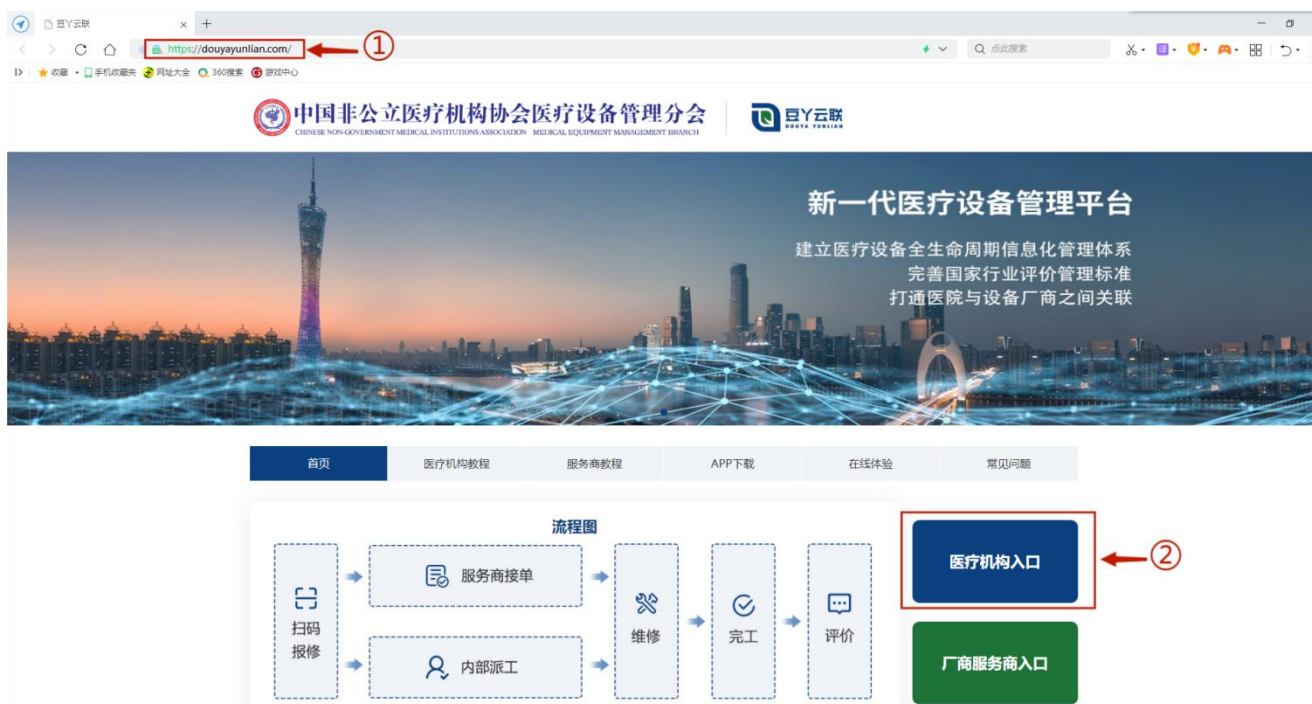 豆丫云联
https://douyayunlian.com/
①
点此搜索
收藏 手机收藏夹 网址大全 360搜索 游戏中心
中国非公立医疗机构协会医疗设备管理分会
CHINESE NON-GOVERNMENT MEDICAL INSTITUTIONS ASSOCIATION MEDICAL EQUIPMENT MANAGEMENT BRANCH
豆丫云联
DOUYA YUNLIAN
新一代医疗设备管理平台
建立医疗设备全生命周期信息化管理体系
完善国家行业评价管理标准
打通医院与设备厂商之间关联
首页 医疗机构教程 服务商教程 APP下载 在线体验 常见问题
流程图
扫码
报修
服务商接单
内部派工
维修
完工
评价
医疗机构入口
②
厂商服务商入口